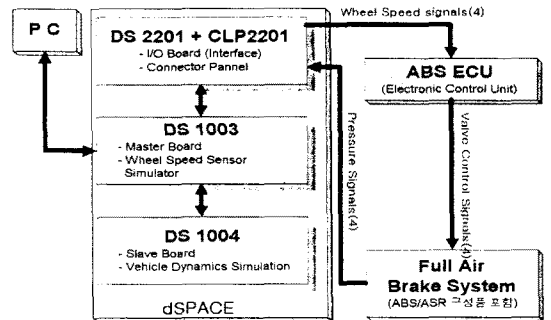 P C
DS 2201 + CLP2201
- I/O Board (Interface)
- Connector Pannel
DS 1003
- Master Board
- Wheel Speed Sensor
Simulator
DS 1004
- Slave Board
- Vehicle Dynamics Simulation
dSPACE
Wheel Speed signals(4)
ABS ECU
(Electronic Control Unit)
Pressure Signals(4)
Valve Control Signals(4)
Full Air
Brake System
(ABS/ASR 구성품 포함)